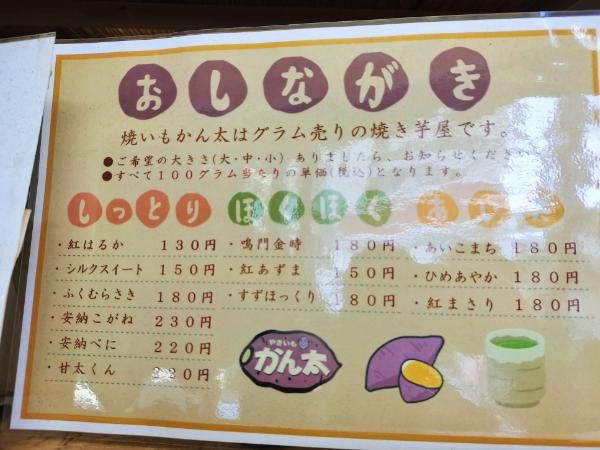 おしながき
焼いもかん太はグラム売りの焼き芋屋です。
●ご希望の大きさ(大・中・小)ありましたら、お知らせください
●すべて100グラム当たりの単価(税込)となります。
しっとり
・紅はるか 130円
・シルクスイート 150円
・ふくむらさき 180円
・安納こがね 230円
・安納べに 220円
・甘太くん 円
ほくほく
・鳴門金時 180円
・紅あずま 150円
・すずほっくり 180円
・あいこまち 180円
・ひめあやか 180円
・紅まさり 180円
やきいも
かん太